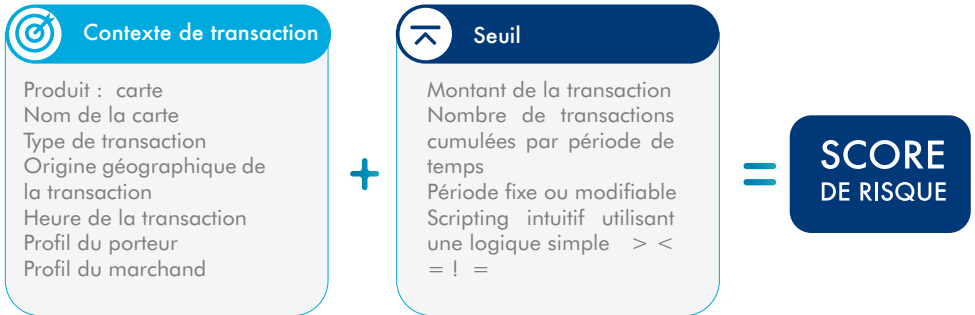 Contexte de transaction
Produit : carte
Nom de la carte
Type de transaction
Origine géographique de
la transaction
Heure de la transaction
Profil du porteur
Profil du marchand
+
Seuil
Montant de la transaction
Nombre de transactions
cumulées par période de
temps
Période fixe ou modifiable
Scripting intuitif utilisant
une logique simple > <
= ! =
=
SCORE
DE RISQUE